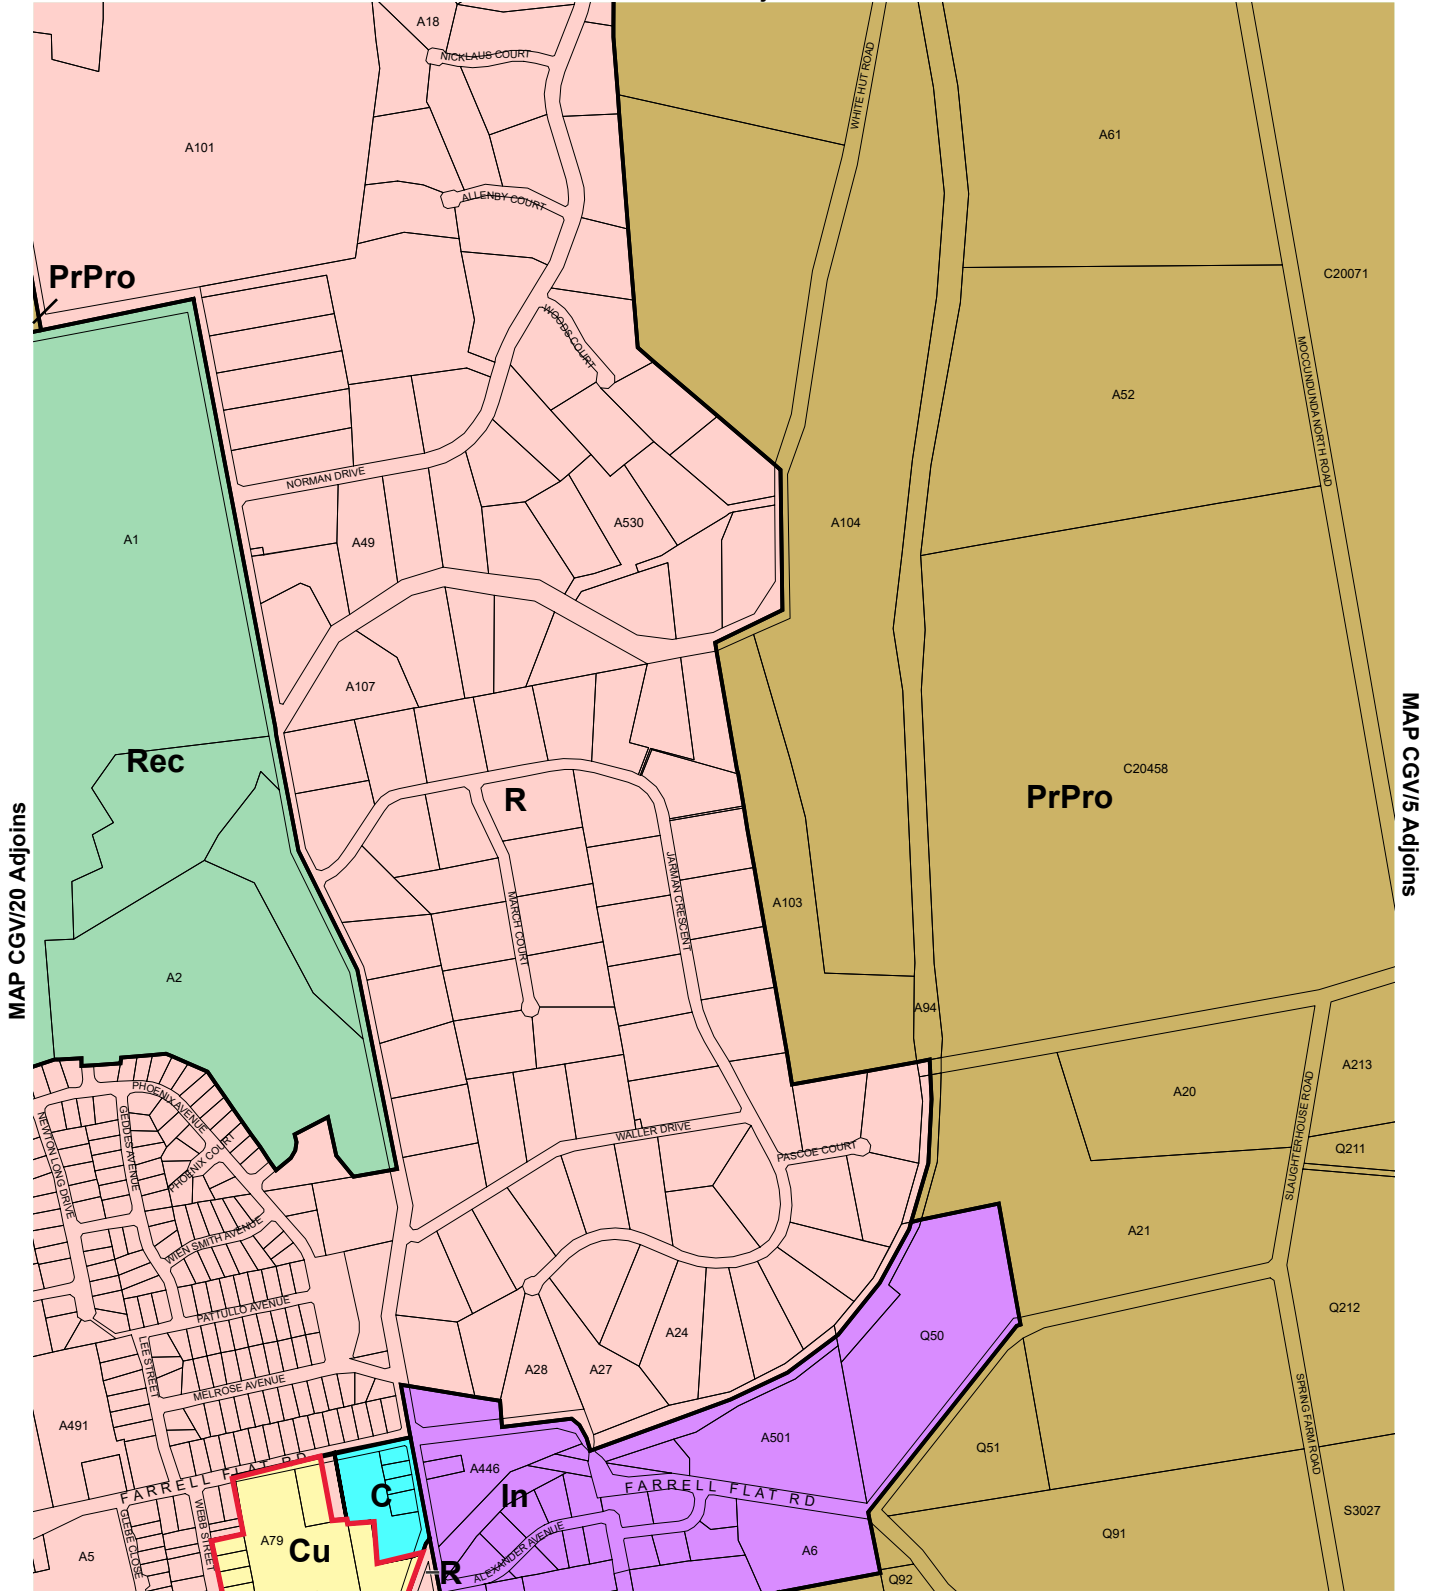 A18
NICKLAUS COURT
WHITE HUT ROAD
A61
A101
ALLENBY COURT
PrPro
C20071
WOODS COURT
MOCCUNDUNDA NORTH ROAD
A52
NORMAN DRIVE
A530
A104
A1
A49
A107
MAP CGV/5 Adjoins
Rec
R
C20458
PrPro
MAP CGV/20 Adjoins
JARMAN CRESCENT
MARCH COURT
A103
A2
A94
A213
PHOENIX AVENUE
A20
SLAUGHTERHOUSE ROAD
NEWTON LONG DRIVE
GEDDES AVENUE
WALLER DRIVE
PHOENIX COURT
PASCOE COURT
Q211
WIEN SMITH AVENUE
A21
PATTULLO AVENUE
Q212
LEE STREET
A24
Q50
A28
A27
MELROSE AVENUE
SPRING FARM ROAD
A491
A501
Q51
FARRELL FLAT RD
A446
C
In
FARRELL FLAT RD
S3027
GLEBE CLOSE
WEBB STREET
A79
Cu
ALEXANDER AVENUE
Q91
A5
A6
R
Q92